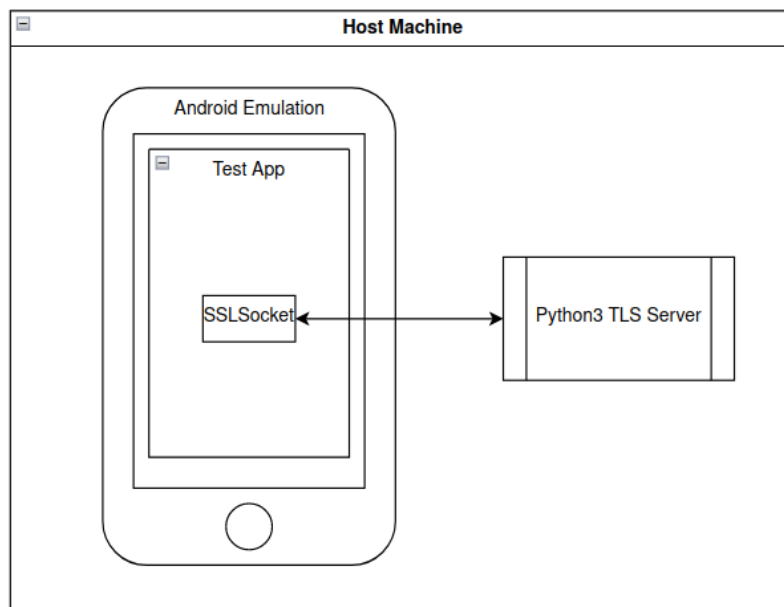 Host Machine
Android Emulation
Test App
SSLSocket
Python3 TLS Server